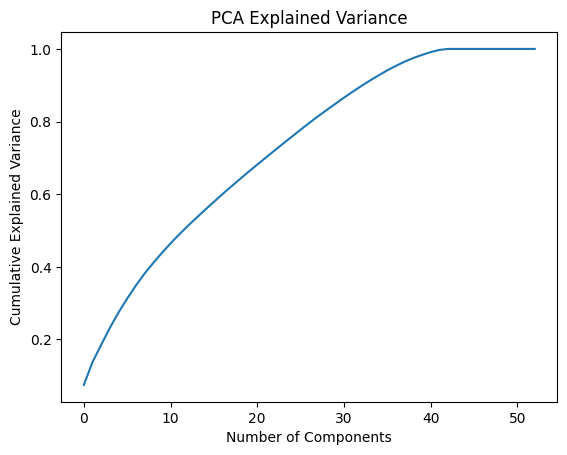 PCA Explained Variance
1.0
0.8
0.6
0.4
0.2
Cumulative Explained Variance
0 10 20 30 40 50
Number of Components